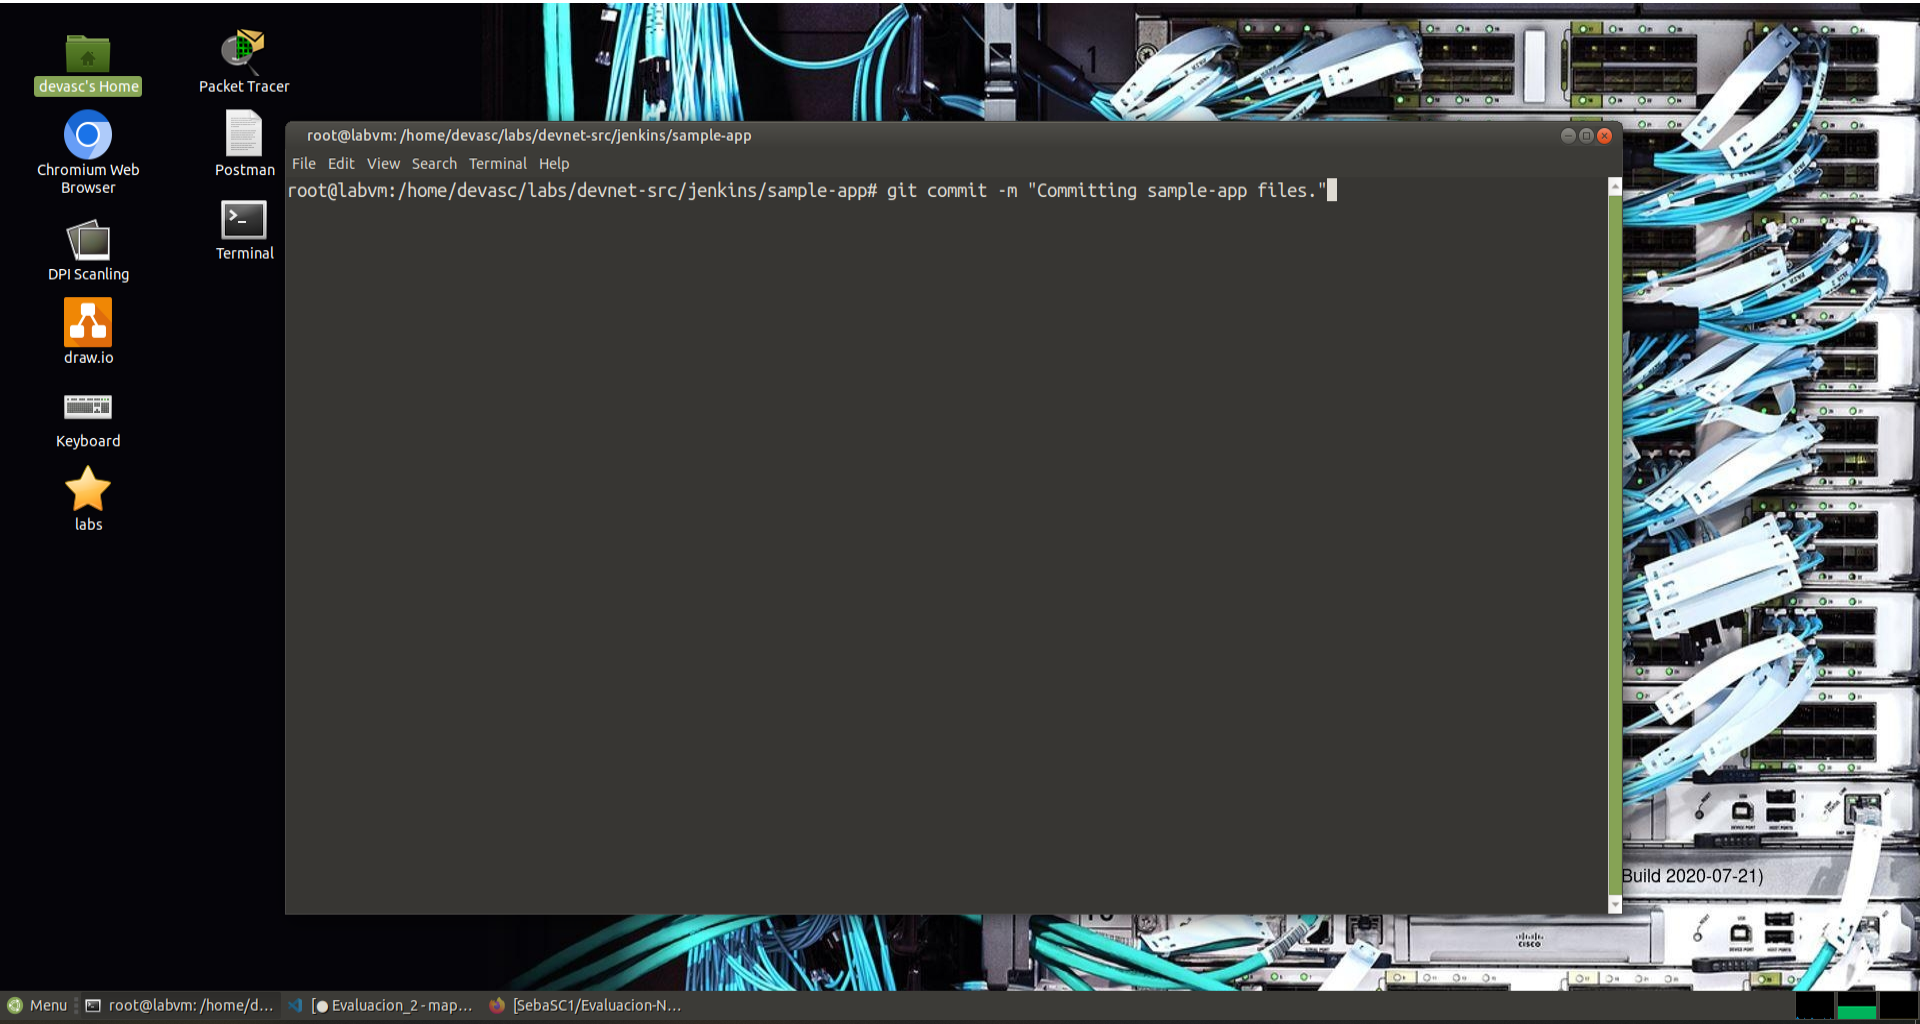 devasc's Home
Packet Tracer
Chromium Web
Browser
Postman
DPI Scanling
Terminal
draw.io
Keyboard
labs
root@labvm: /home/devasc/labs/devnet-src/jenkins/sample-app
File Edit View Search Terminal Help
root@labvm:/home/devasc/labs/devnet-src/jenkins/sample-app# git commit -m "Committing sample-app files."
1
Build 2020-07-21)
CISCO
Menu
root@labvm: /home/d...
[ Evaluacion_2 - map...
[SebaSC1/Evaluacion-N...